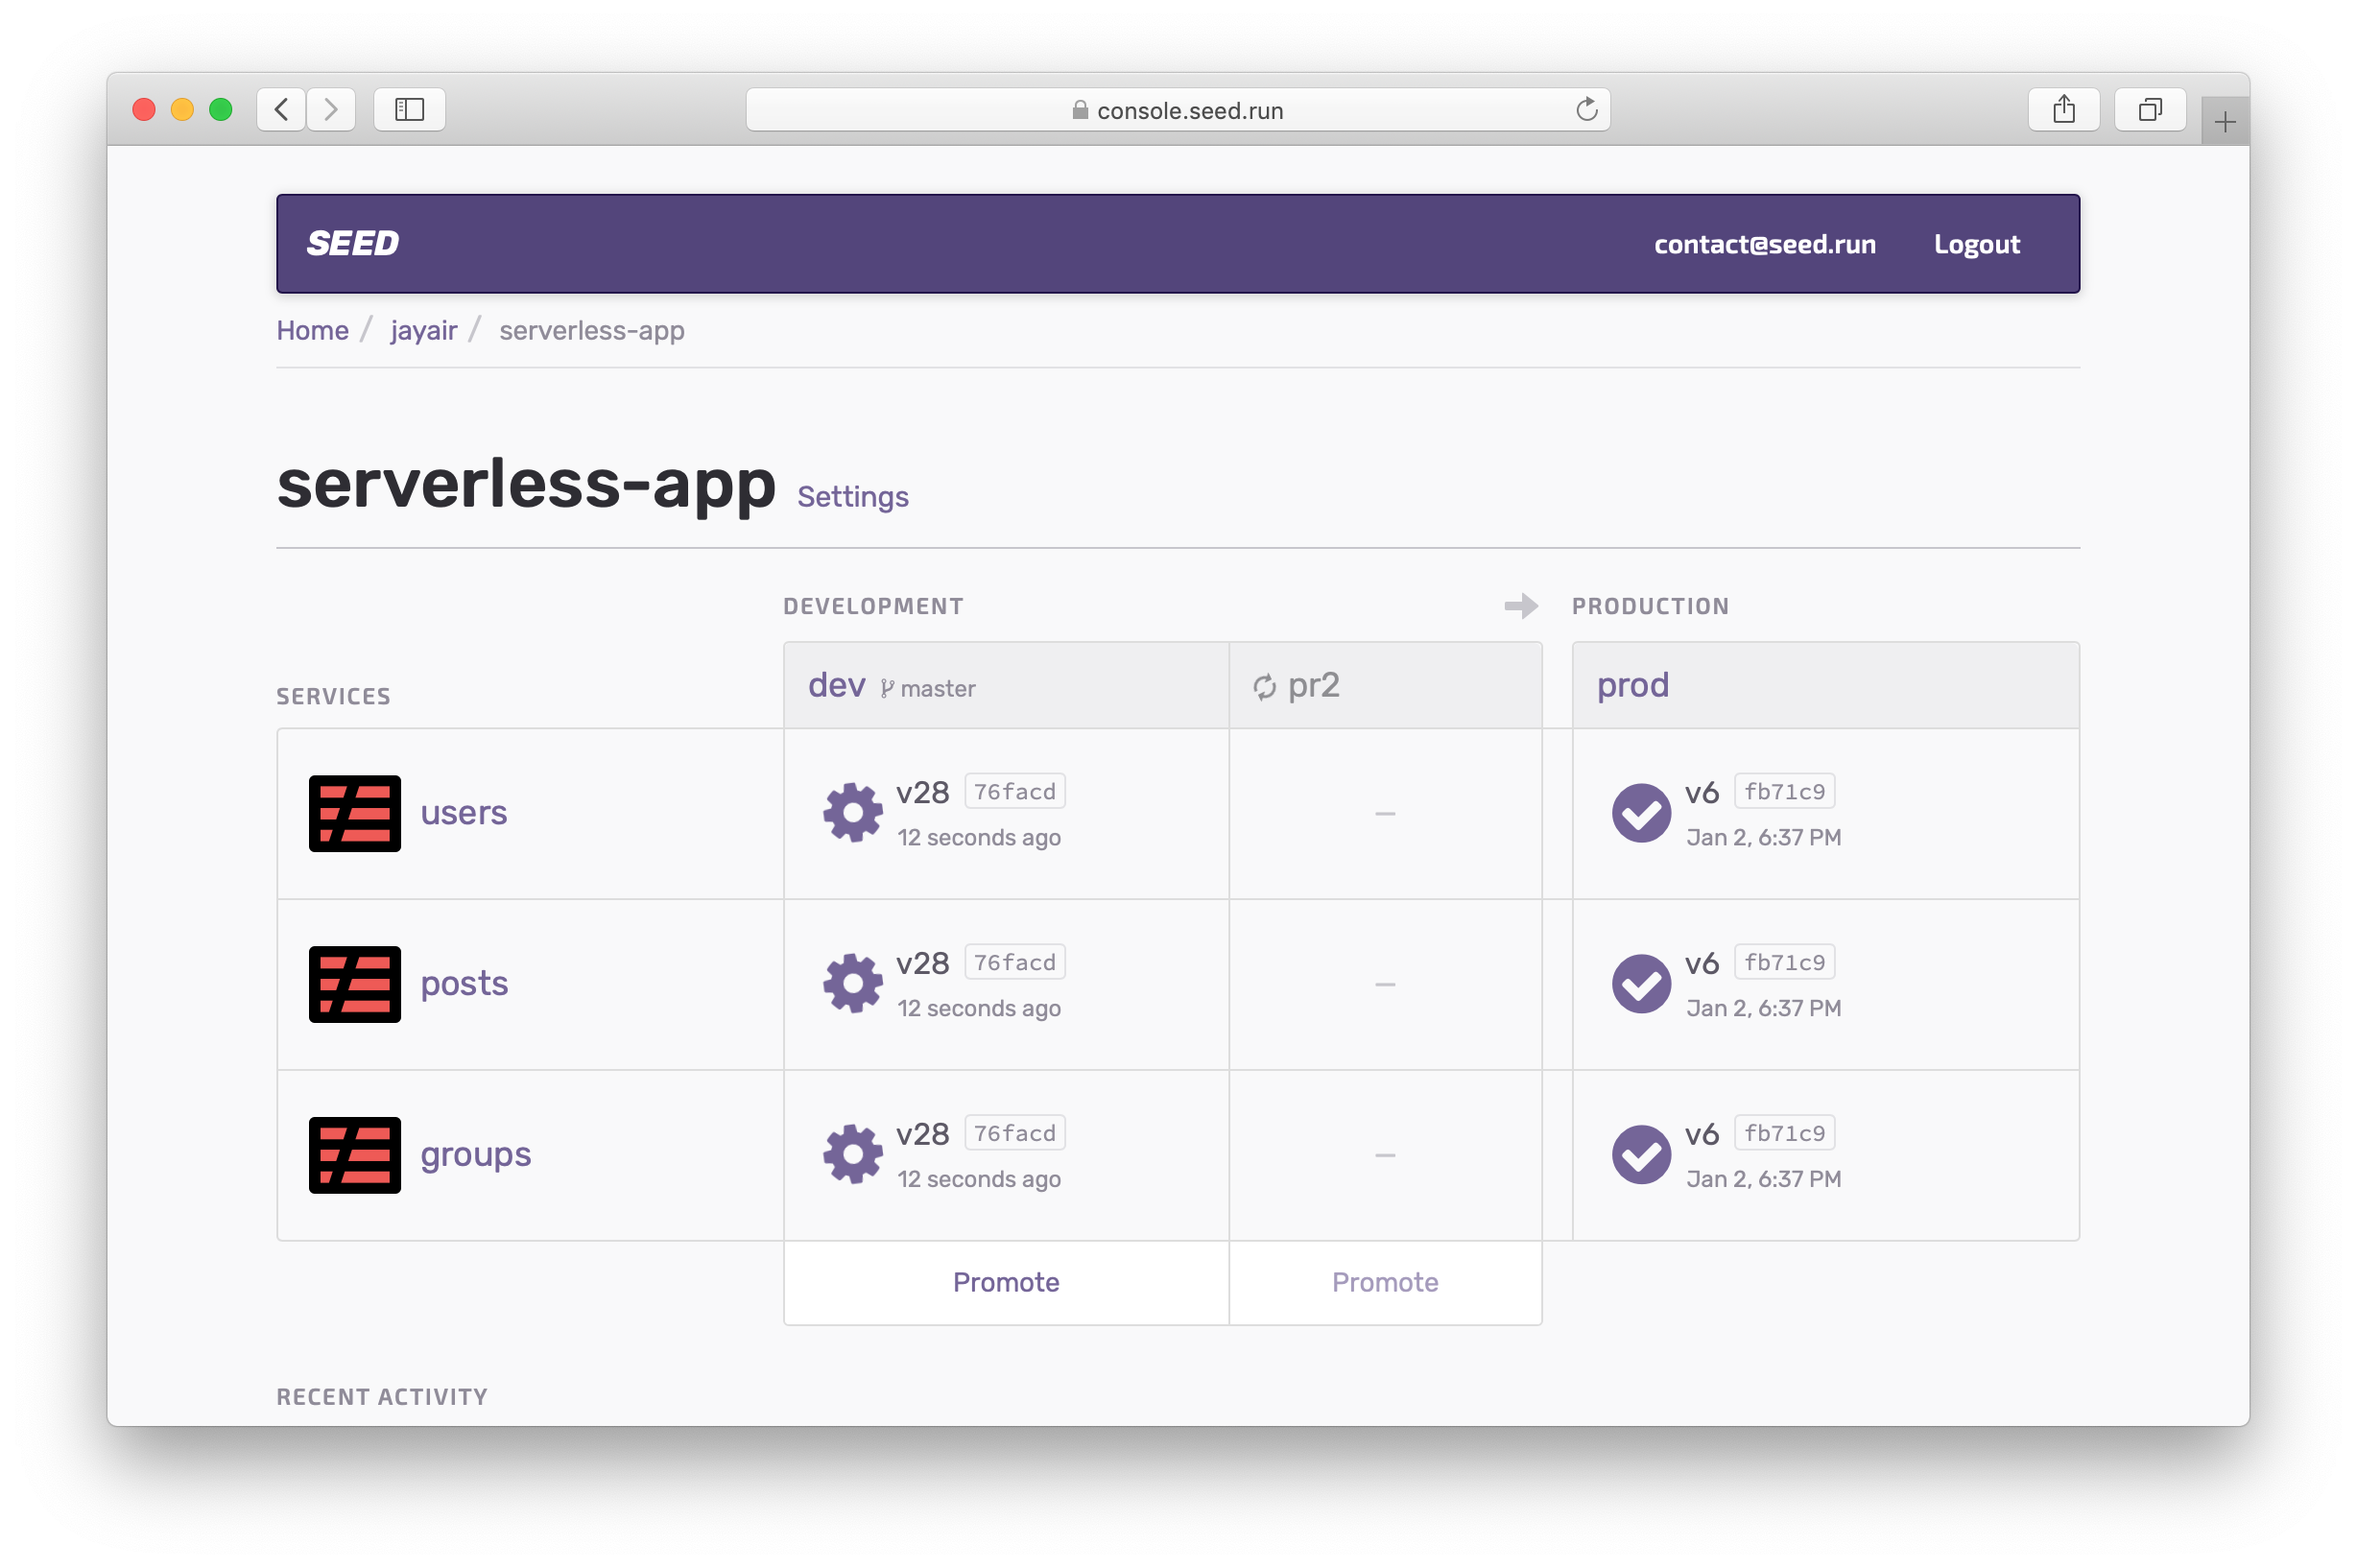 console.seed.run
SEED
contact@seed.run Logout
Home / jayair / serverless-app
serverless-app Settings
DEVELOPMENT PRODUCTION
SERVICES dev master pr2 prod
users v28 76facd – v6 fb71c9
12 seconds ago Jan 2, 6:37 PM
posts v28 76facd – v6 fb71c9
12 seconds ago Jan 2, 6:37 PM
groups v28 76facd – v6 fb71c9
12 seconds ago Jan 2, 6:37 PM
Promote Promote
RECENT ACTIVITY